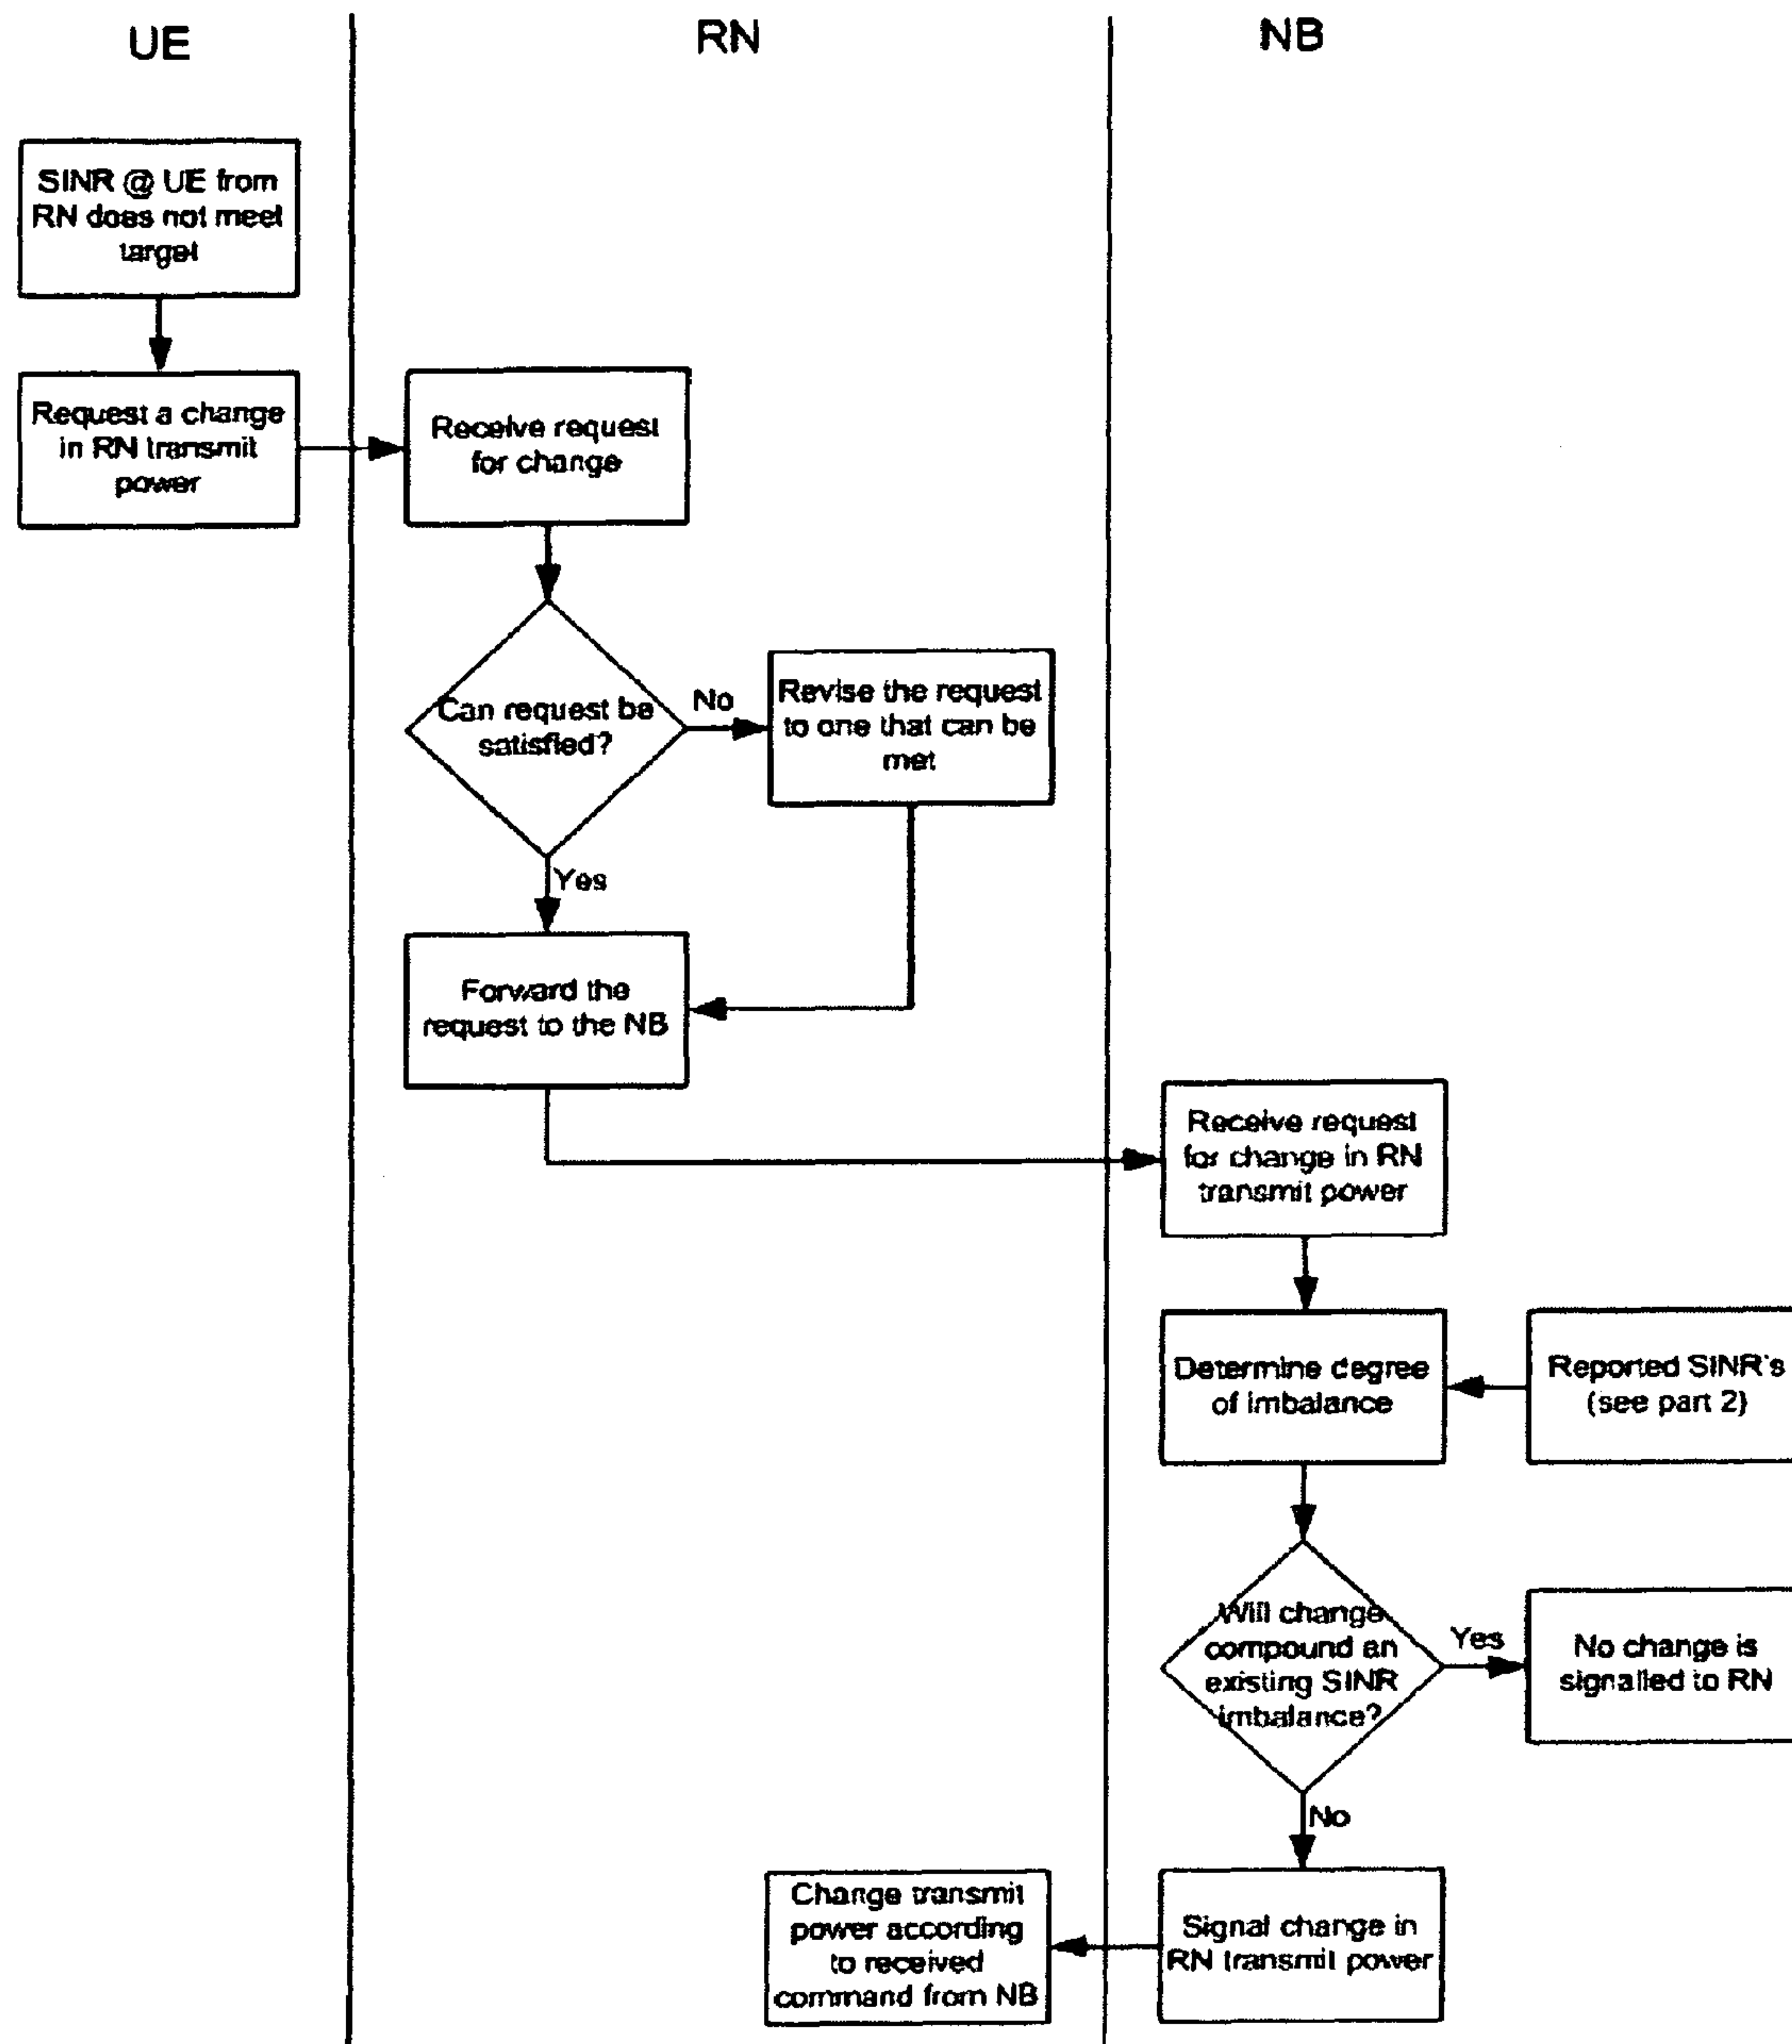 UE
RN
NB
SINR @ UE from
RN does not meet
target
Request a change
in RN transmit
power
Receive request
for change
Can request be
satisfied?
No
Revise the request
to one that can be
met
Yes
Forward the
request to the NB
Receive request
for change in RN
transmit power
Determine degree
of imbalance
Reported SINR's
(see part 2)
Will change
compound an
existing SINR
imbalance?
Yes
No change is
signalled to RN
No
Signal change in
RN transmit power
Change transmit
power according
to received
command from NB